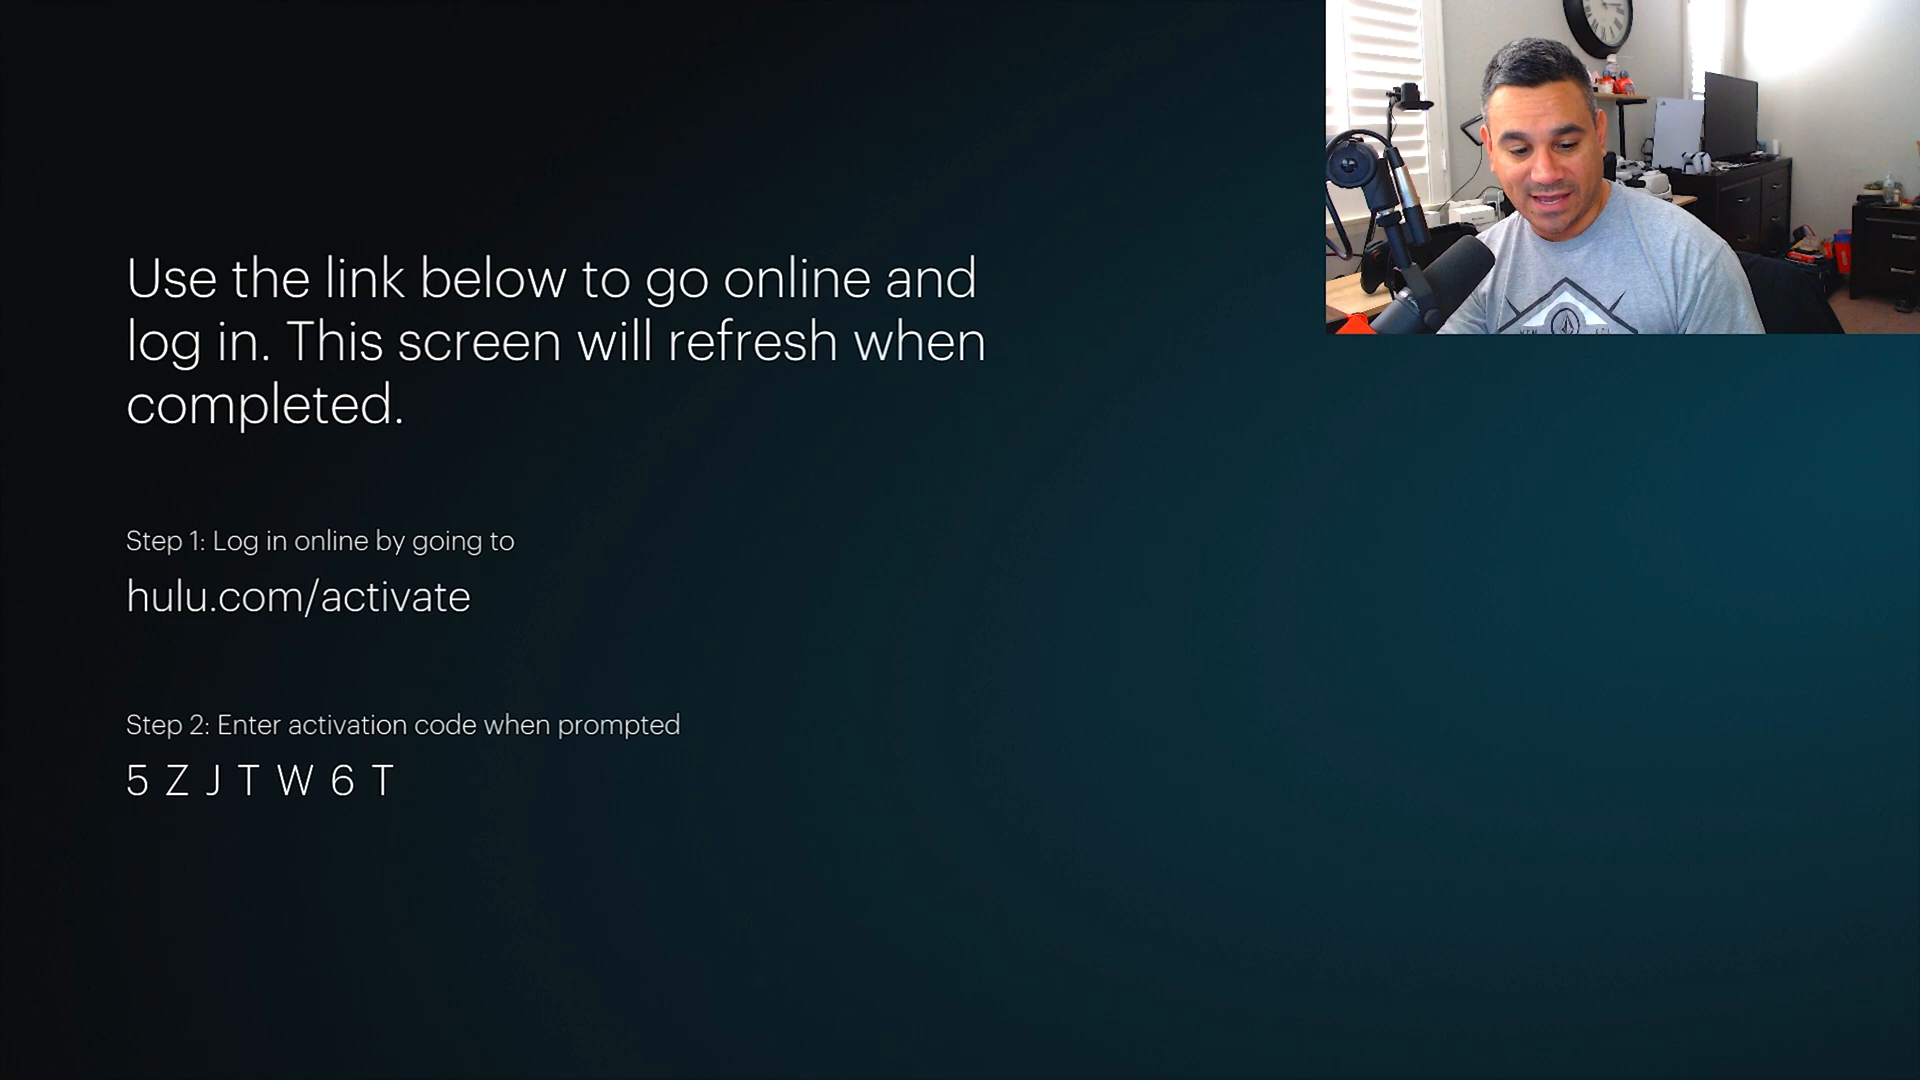 Use the link below to go online and
log in. This screen will refresh when
completed.
Step 1: Log in online by going to
hulu.com/activate
Step 2: Enter activation code when prompted
5 Z J T W 6 T